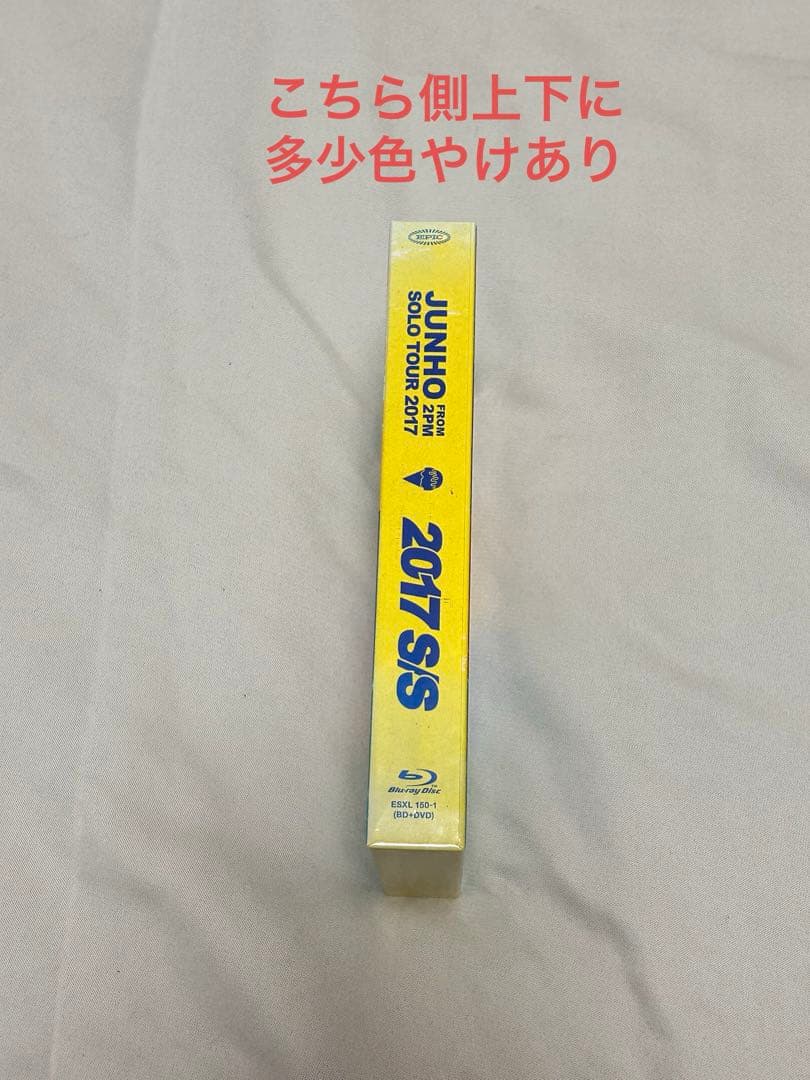 こちら側上下に
多少色やけあり
EPIC
JUNHO FROM 2PM
SOLO TOUR 2017
2017 S/S
Blu-ray Disc
ESXL 150-1
(BD+DVD)